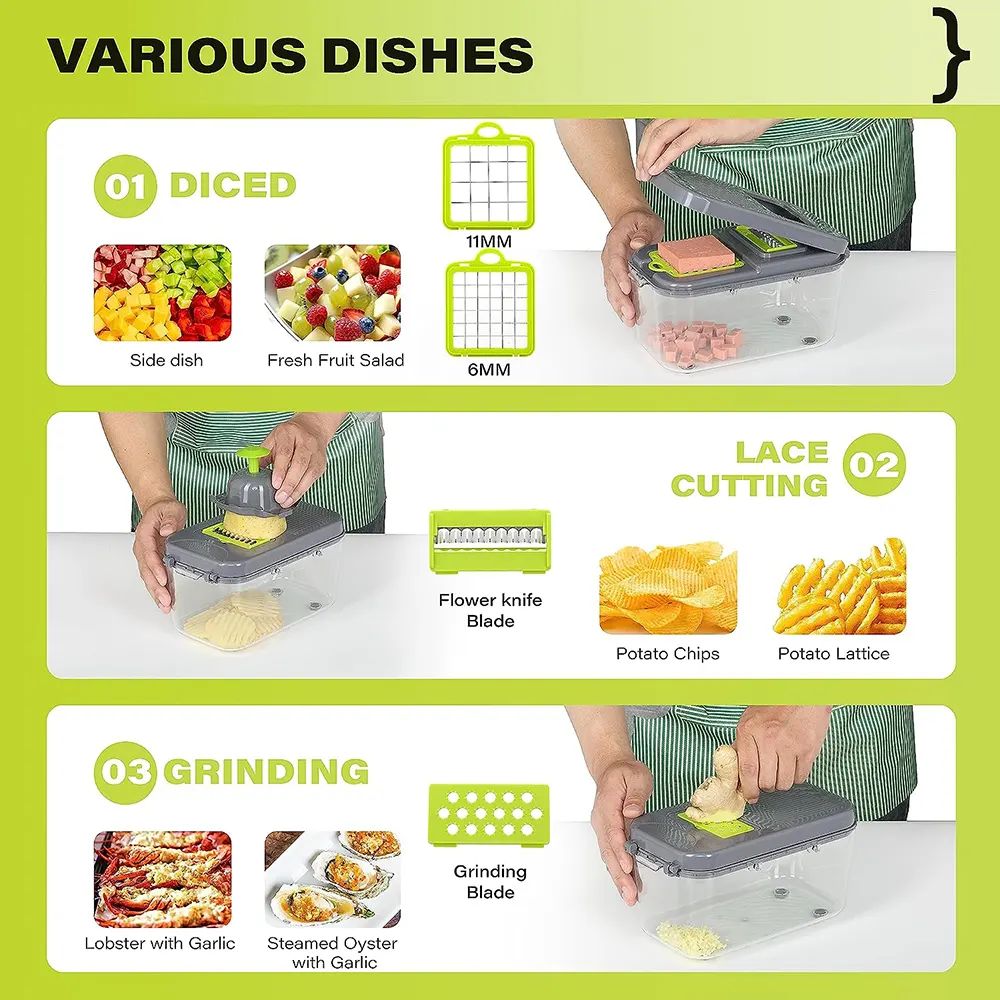 VARIOUS DISHES }
01 DICED
11MM
6MM
Side dish
Fresh Fruit Salad
LACE
CUTTING
02
Flower knife
Blade
Potato Chips
Potato Lattice
03 GRINDING
Grinding
Blade
Lobster with Garlic
Steamed Oyster
with Garlic